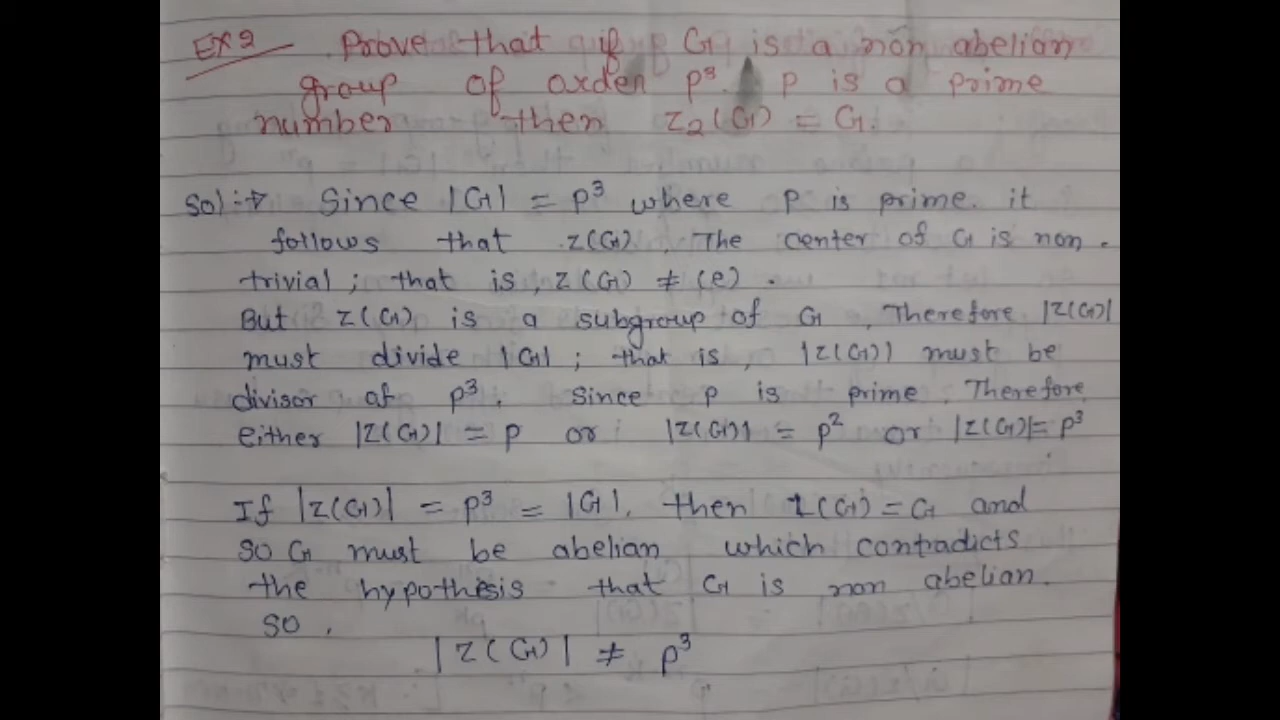 EX 2 Prove that if G is a non abelian
group of order p³. p is a prime
number then Z₂(G) = G.
Sol:→ Since |G| = p³ where p is prime. it
follows that Z(G). The center of G is non.
trivial; that is, Z(G) ≠ (e).
But Z(G) is a subgroup of G. Therefore |Z(G)|
must divide |G|; that is, |Z(G)| must be
divisor of p³. Since p is prime. Therefore
either |Z(G)| = p or |Z(G)| = p² or |Z(G)|= p³
If |Z(G)| = p³ = |G|. then Z(G) = G and
so G must be abelian which contradicts
the hypothesis that G is non abelian.
so,
|Z(G)| ≠ p³